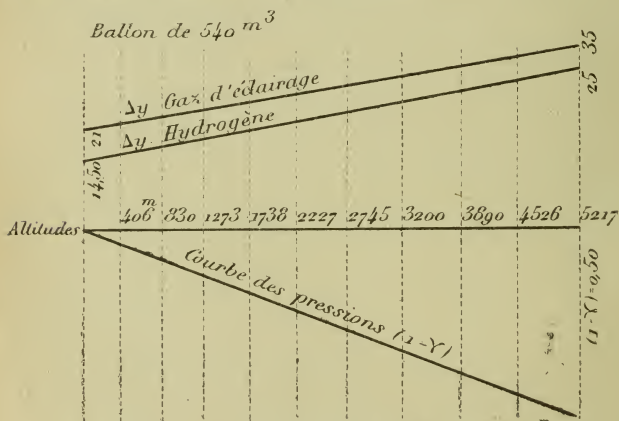 Ballon de 540 m³
Δy Gaz d'éclairage
35
Δy Hydrogène
25
21
14,50
Altitudes
406ᵐ 830 1273 1738 2227 2745 3200 3890 4526 5217
Courbe des pressions (1-γ)
(1-γ)=0,50